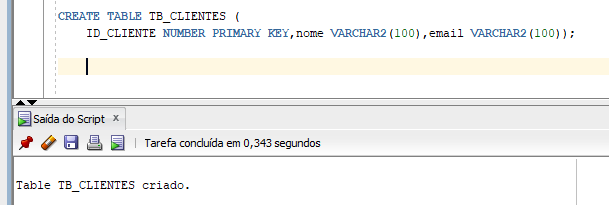 CREATE TABLE TB_CLIENTES (
ID_CLIENTE NUMBER PRIMARY KEY,nome VARCHAR2(100),email VARCHAR2(100));
Saída do Script x
Tarefa concluída em 0,343 segundos
Table TB_CLIENTES criado.